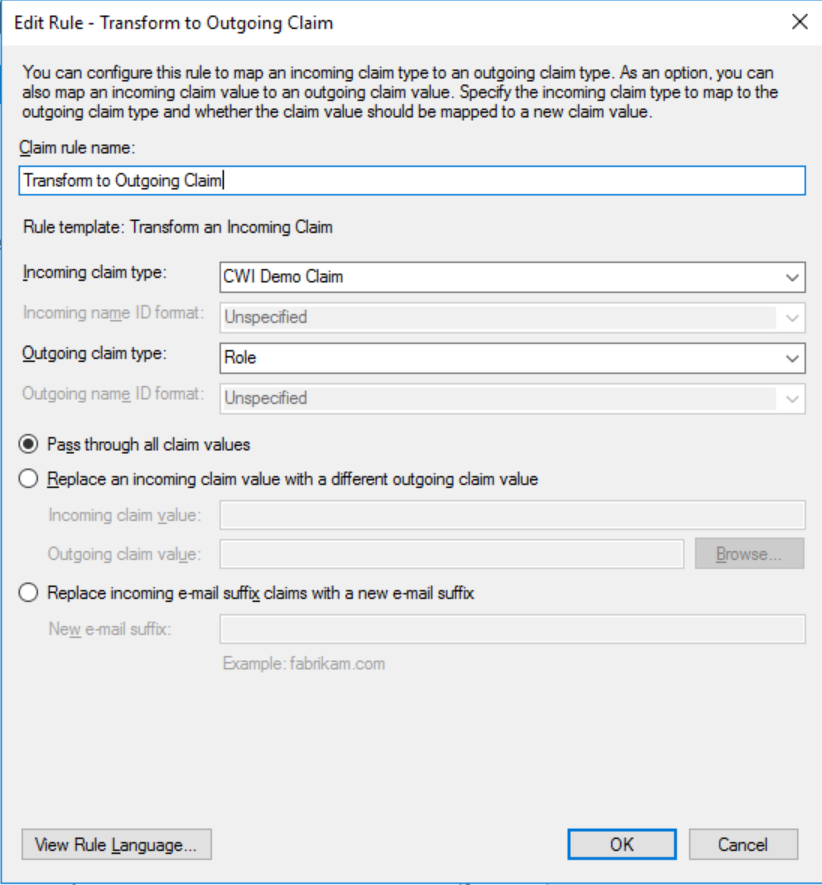 Edit Rule - Transform to Outgoing Claim
You can configure this rule to map an incoming claim type to an outgoing claim type. As an option, you can
also map an incoming claim value to an outgoing claim value. Specify the incoming claim type to map to the
outgoing claim type and whether the claim value should be mapped to a new claim value.
Claim rule name:
Transform to Outgoing Claim
Rule template: Transform an Incoming Claim
Incoming claim type: CWI Demo Claim
Incoming name ID format: Unspecified
Outgoing claim type: Role
Outgoing name ID format: Unspecified
Pass through all claim values
Replace an incoming claim value with a different outgoing claim value
Incoming claim value:
Outgoing claim value: Browse...
Replace incoming e-mail suffix claims with a new e-mail suffix
New e-mail suffix:
Example: fabrikam.com
View Rule Language... OK Cancel